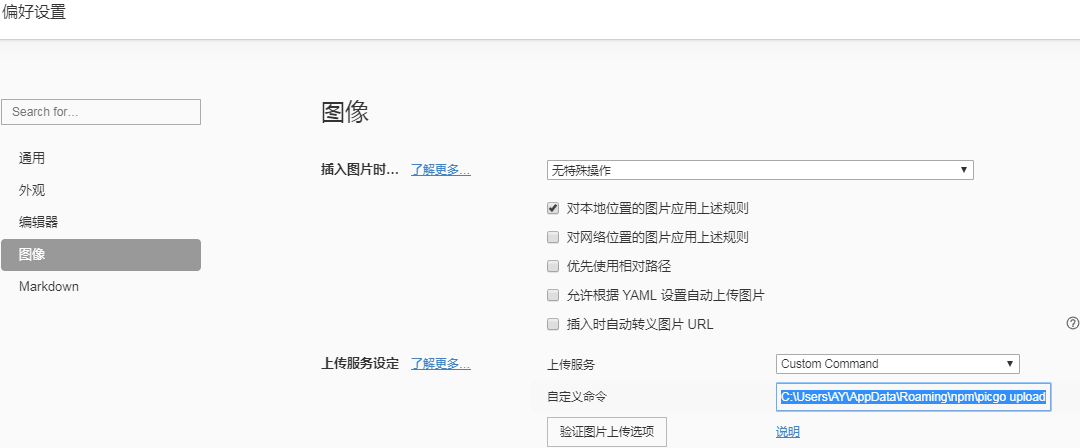 偏好设置
Search for...
通用
外观
编辑器
图像
Markdown
图像
插入图片时... 了解更多... 无特殊操作
对本地位置的图片应用上述规则
对网络位置的图片应用上述规则
优先使用相对路径
允许根据 YAML 设置自动上传图片
插入时自动转义图片 URL
上传服务设定 了解更多... 上传服务 Custom Command
自定义命令 C:\Users\AY\AppData\Roaming\npm\picgo upload
验证图片上传选项 说明